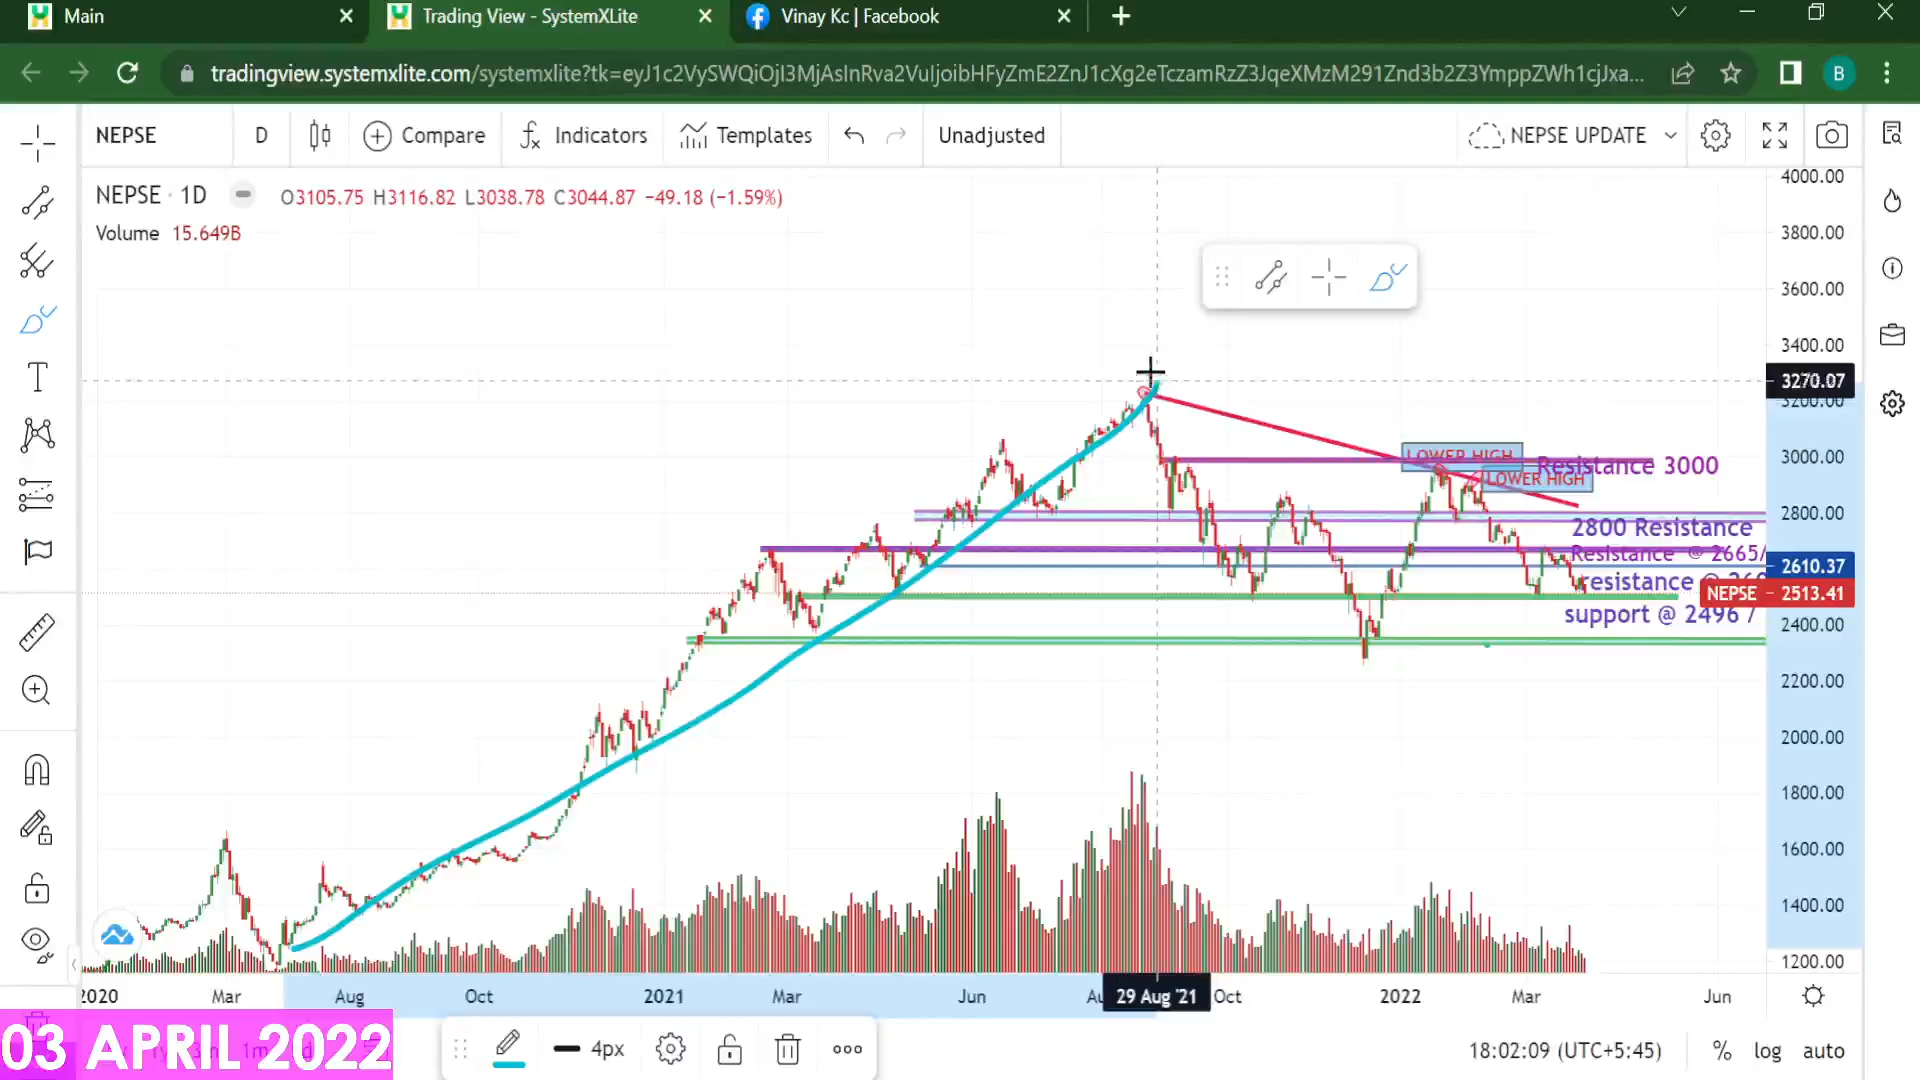 Main
Trading View - SystemXLite
Vinay Kc | Facebook
tradingview.systemxlite.com/systemxlite?tk=eyJ1c2VySWQiOjI3MjAsInRva2VuIjoibHFyZmE2ZnJ1cXg2eTczamRzZ3JqeXMzM291Znd3b2Z3YmppZWh1cjJxa...
B
NEPSE
D
Compare
Indicators
Templates
Unadjusted
NEPSE UPDATE
NEPSE · 1D
O3105.75 H3116.82 L3038.78 C3044.87 −49.18 (−1.59%)
Volume 15.649B
4000.00
3800.00
3600.00
3400.00
3270.07
3200.00
3000.00
2800.00
2610.37
NEPSE
2513.41
2400.00
2200.00
2000.00
1800.00
1600.00
1400.00
1200.00
LOWER HIGH
LOWER HIGH
Resistance 3000
2800 Resistance
Resistance @ 2665/
resistance @
support @ 2496 /
2020
Mar
Aug
Oct
2021
Mar
Jun
29 Aug '21
Oct
2022
Mar
Jun
03 APRIL 2022
4px
18:02:09 (UTC+5:45)
%
log
auto